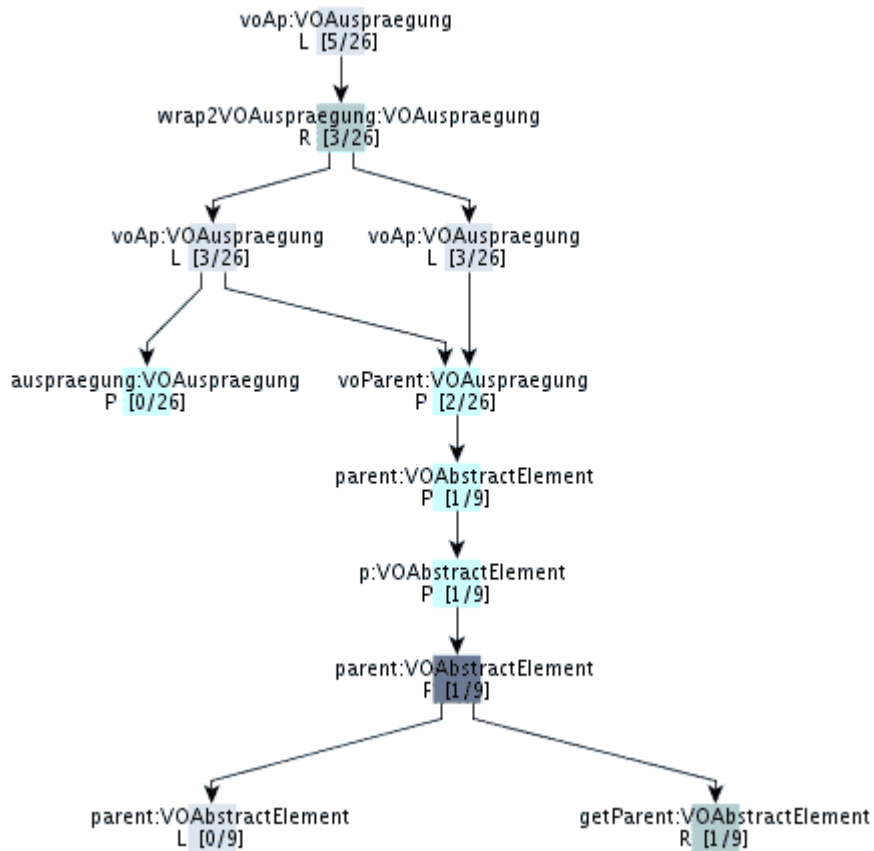 voAp:VOAuspraegung
L [5/26]
wrap2VOAuspraegung:VOAuspraegung
R [3/26]
voAp:VOAuspraegung
L [3/26]
voAp:VOAuspraegung
L [3/26]
auspraegung:VOAuspraegung
P [0/26]
voParent:VOAuspraegung
P [2/26]
parent:VOAbstractElement
P [1/9]
p:VOAbstractElement
P [1/9]
parent:VOAbstractElement
F [1/9]
parent:VOAbstractElement
L [0/9]
getParent:VOAbstractElement
R [1/9]